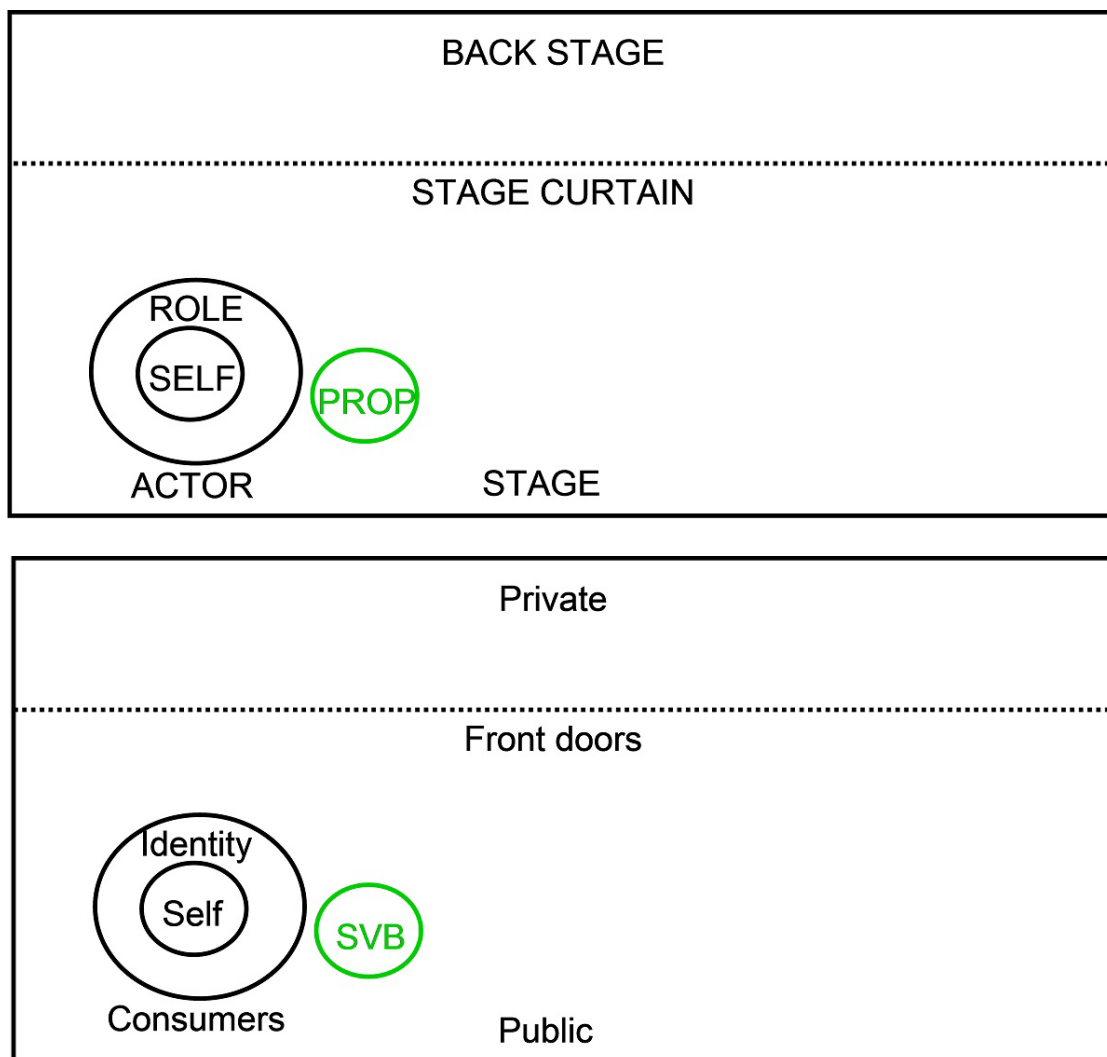 BACK STAGE
STAGE CURTAIN
ROLE
SELF
PROP
ACTOR
STAGE
Private
Front doors
Identity
Self
SVB
Consumers
Public